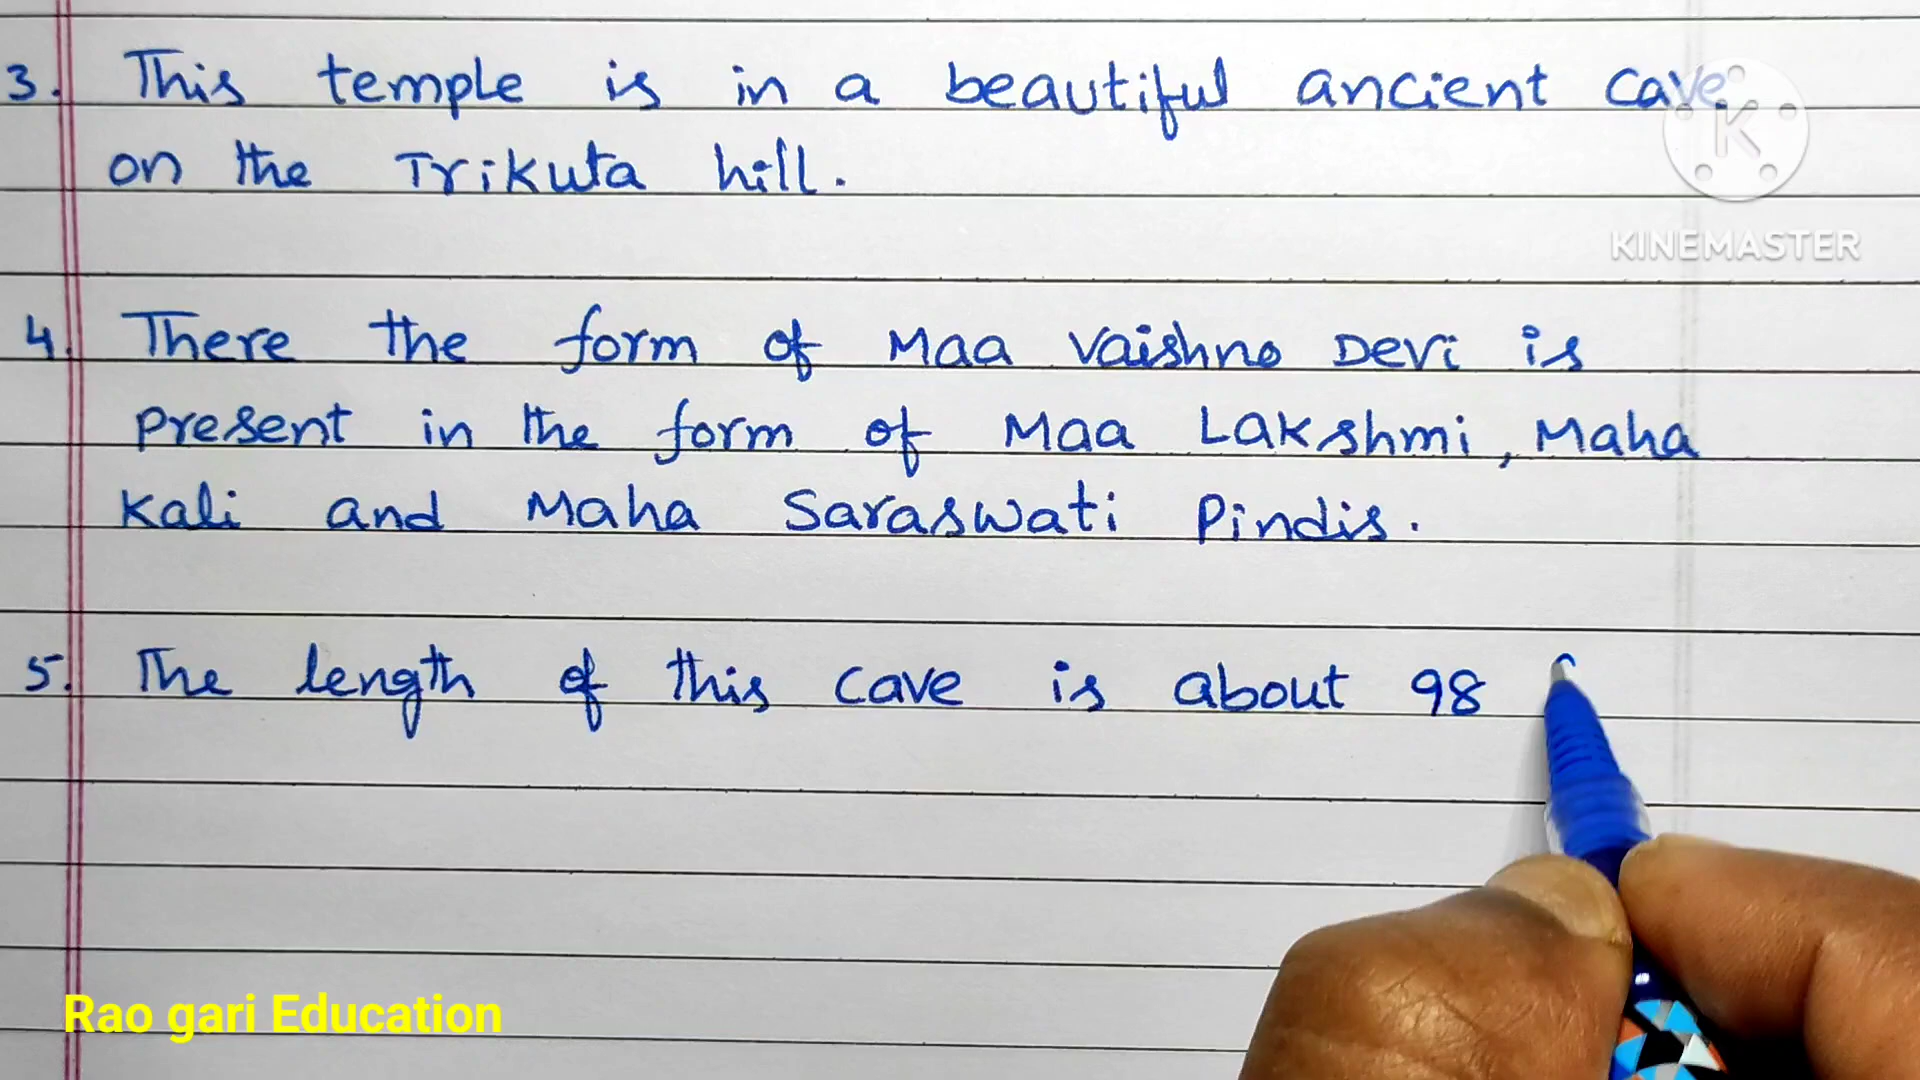 3. This temple is in a beautiful ancient cave
on the Trikuta hill.
KINEMASTER
4. There the form of Maa Vaishno Devi is
present in the form of Maa Lakshmi, Maha
Kali and Maha Saraswati Pindis.
5. The length of this cave is about 98
Rao gari Education